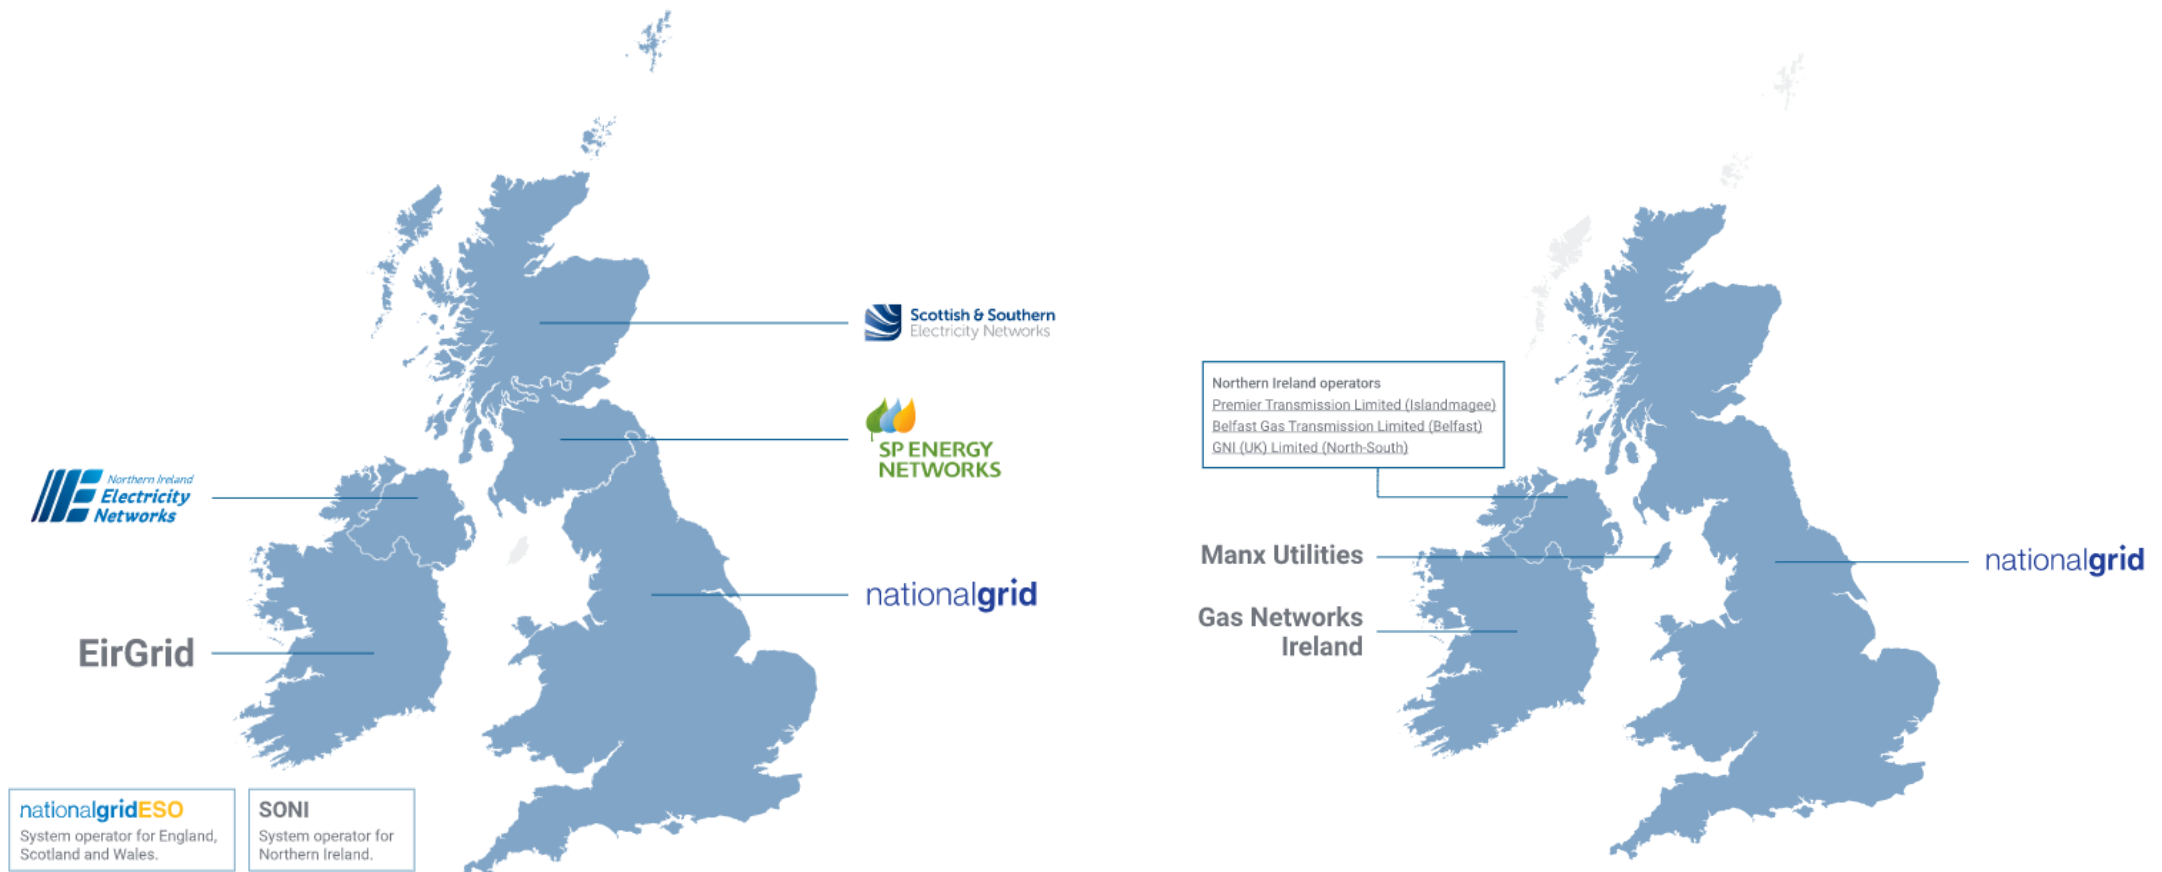 Scottish & Southern
Electricity Networks
SP ENERGY
NETWORKS
Northern Ireland
Electricity
Networks
nationalgrid
EirGrid
nationalgridESO
System operator for England,
Scotland and Wales.
SONI
System operator for
Northern Ireland.
Northern Ireland operators
Premier Transmission Limited (Islandmagee)
Belfast Gas Transmission Limited (Belfast)
GNI (UK) Limited (North-South)
Manx Utilities
Gas Networks
Ireland
nationalgrid